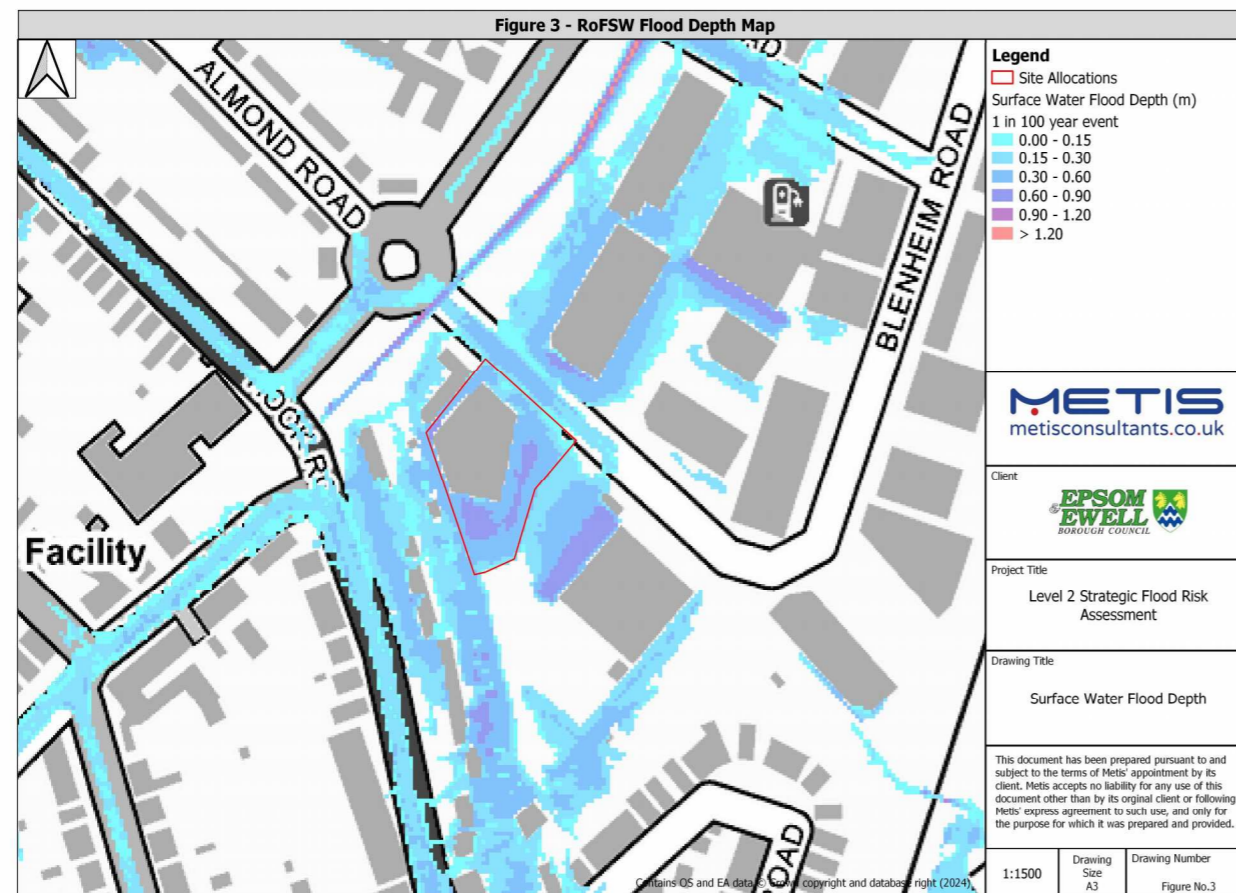 Figure 3 - RoFSW Flood Depth Map
ALMOND ROAD
AD
BLENHEIM ROAD
HOOK RO
Facility
ROAD
Contains OS and EA data © Crown copyright and database right (2024)
Legend
Site Allocations
Surface Water Flood Depth (m)
1 in 100 year event
0.00 - 0.15
0.15 - 0.30
0.30 - 0.60
0.60 - 0.90
0.90 - 1.20
> 1.20
METIS
metisconsultants.co.uk
Client
EPSOM
& EWELL
BOROUGH COUNCIL
Project Title
Level 2 Strategic Flood Risk
Assessment
Drawing Title
Surface Water Flood Depth
This document has been prepared pursuant to and
subject to the terms of Metis' appointment by its
client. Metis accepts no liability for any use of this
document other than by its orginal client or following
Metis' express agreement to such use, and only for
the purpose for which it was prepared and provided.
1:1500
Drawing
Size
A3
Drawing Number
Figure No.3